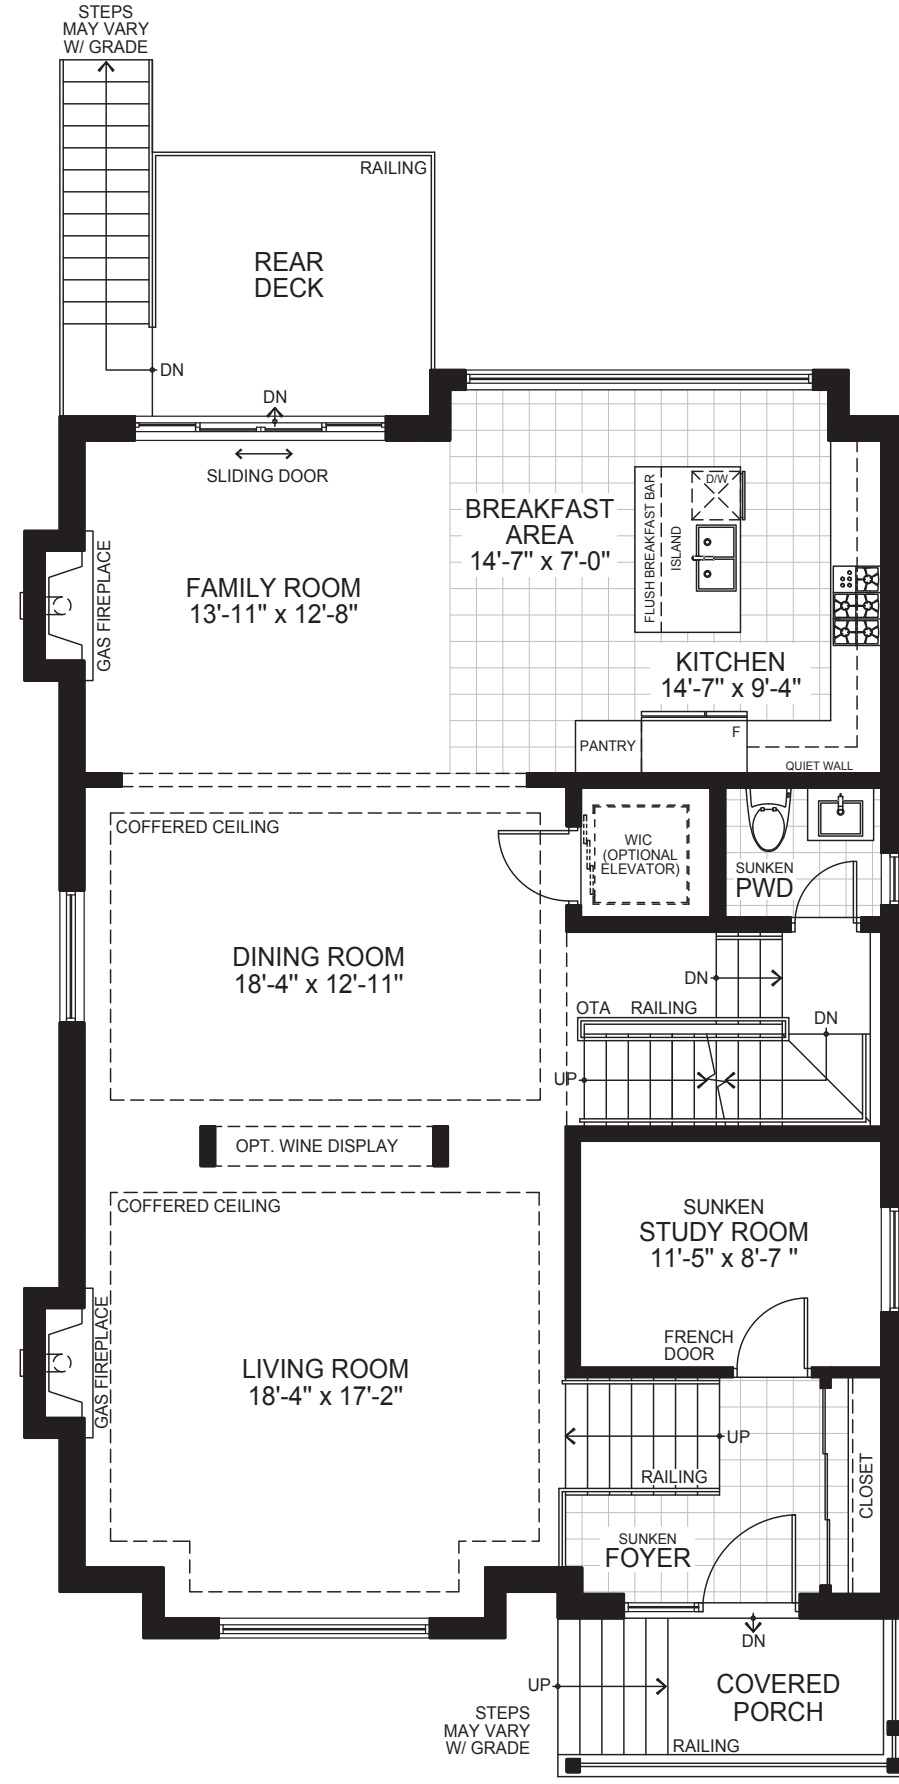 STEPS
MAY VARY
W/ GRADE
RAILING
REAR
DECK
DN
DN
SLIDING DOOR
GAS FIREPLACE
FAMILY ROOM
13'-11" x 12'-8"
BREAKFAST
AREA
14'-7" x 7'-0"
FLUSH BREAKFAST BAR
ISLAND
D/W
KITCHEN
14'-7" x 9'-4"
PANTRY
F
QUIET WALL
COFFERED CEILING
WIC
(OPTIONAL
ELEVATOR)
SUNKEN
PWD
DINING ROOM
18'-4" x 12'-11"
DN
OTA RAILING
DN
UP
OPT. WINE DISPLAY
COFFERED CEILING
SUNKEN
STUDY ROOM
11'-5" x 8'-7 "
FRENCH
DOOR
GAS FIREPLACE
LIVING ROOM
18'-4" x 17'-2"
UP
RAILING
CLOSET
SUNKEN
FOYER
DN
UP
COVERED
PORCH
STEPS
MAY VARY
W/ GRADE
RAILING